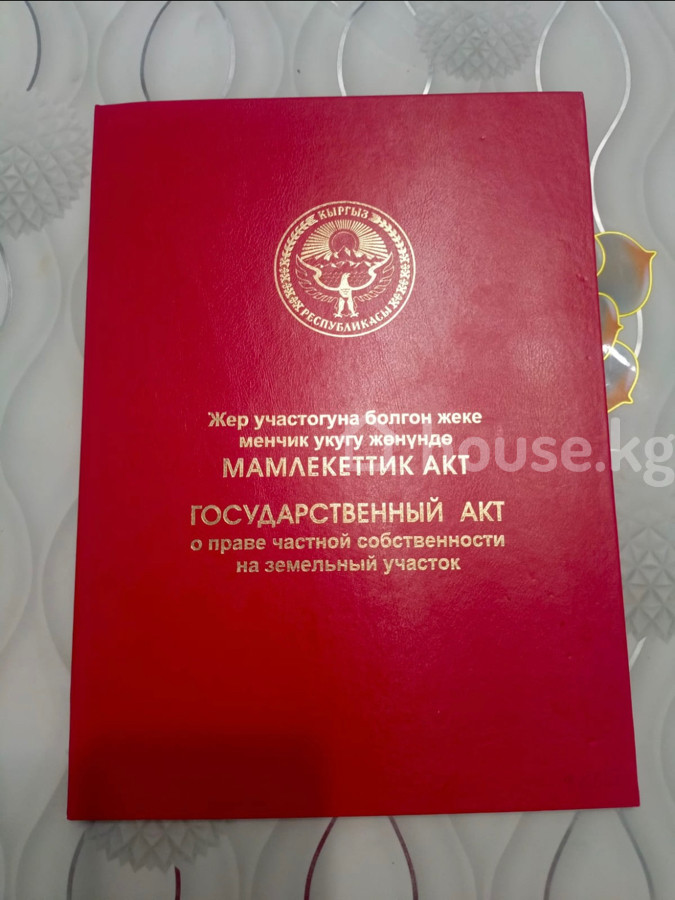 КЫРГЫЗ
РЕСПУБЛИКАСЫ
Жер участогуна болгон жеке
менчик укугу жөнүндө
МАМЛЕКЕТТИК АКТ
house.kg
ГОСУДАРСТВЕННЫЙ АКТ
о праве частной собственности
на земельный участок